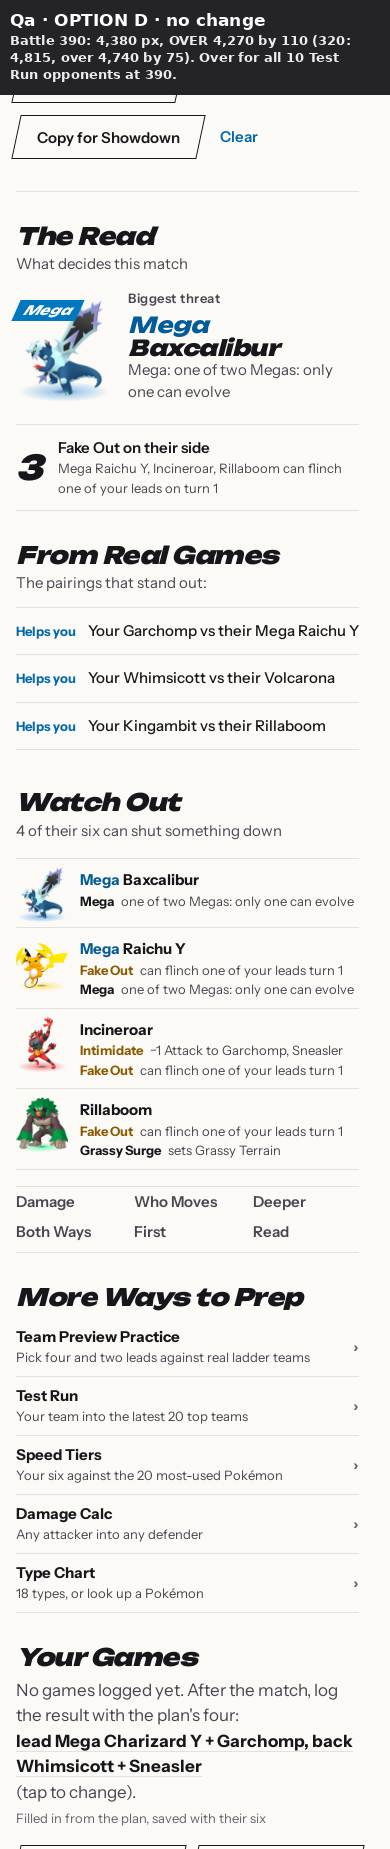 Qa · OPTION D · no change
Battle 390: 4,380 px, OVER 4,270 by 110 (320:
4,815, over 4,740 by 75). Over for all 10 Test
Run opponents at 390.
Copy for Showdown
Clear
The Read
What decides this match
Mega
Biggest threat
Mega
Baxcalibur
Mega: one of two Megas: only
one can evolve
3
Fake Out on their side
Mega Raichu Y, Incineroar, Rillaboom can flinch
one of your leads on turn 1
From Real Games
The pairings that stand out:
Helps you Your Garchomp vs their Mega Raichu Y
Helps you Your Whimsicott vs their Volcarona
Helps you Your Kingambit vs their Rillaboom
Watch Out
4 of their six can shut something down
Mega Baxcalibur
Mega one of two Megas: only one can evolve
Mega Raichu Y
Fake Out can flinch one of your leads turn 1
Mega one of two Megas: only one can evolve
Incineroar
Intimidate −1 Attack to Garchomp, Sneasler
Fake Out can flinch one of your leads turn 1
Rillaboom
Fake Out can flinch one of your leads turn 1
Grassy Surge sets Grassy Terrain
Damage
Both Ways
Who Moves
First
Deeper
Read
More Ways to Prep
Team Preview Practice
Pick four and two leads against real ladder teams
›
Test Run
Your team into the latest 20 top teams
›
Speed Tiers
Your six against the 20 most-used Pokémon
›
Damage Calc
Any attacker into any defender
›
Type Chart
18 types, or look up a Pokémon
›
Your Games
No games logged yet. After the match, log
the result with the plan's four:
lead Mega Charizard Y + Garchomp, back
Whimsicott + Sneasler
(tap to change).
Filled in from the plan, saved with their six